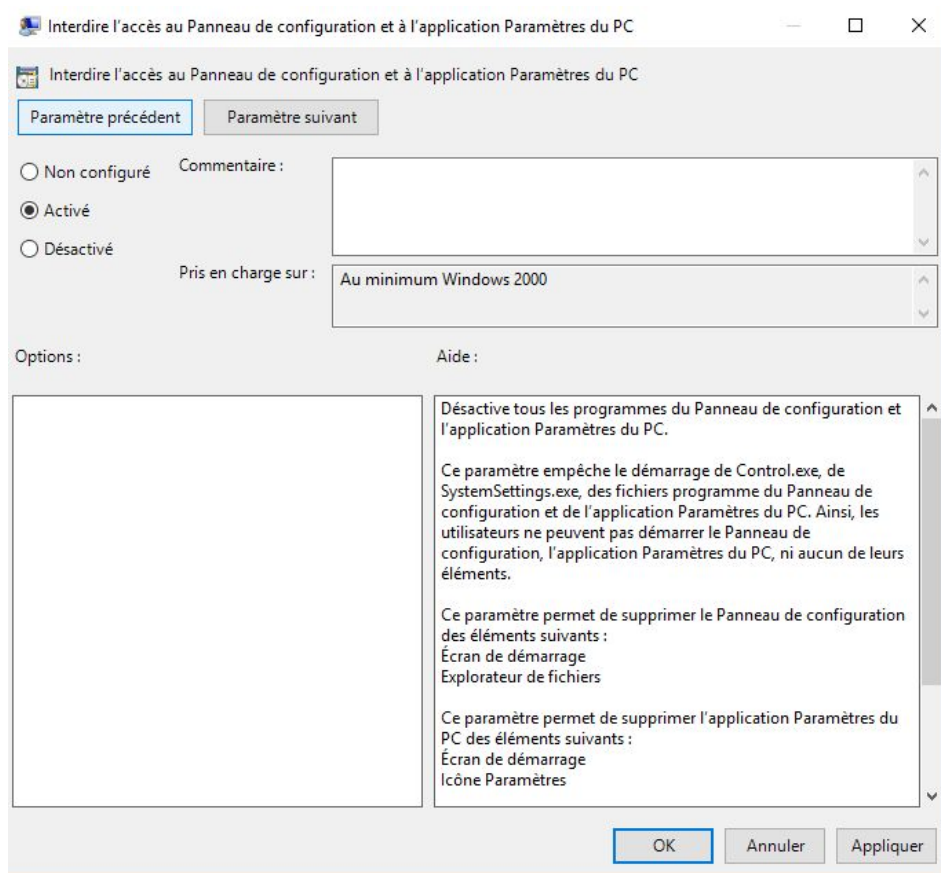 Interdire l'accès au Panneau de configuration et à l'application Paramètres du PC
Interdire l'accès au Panneau de configuration et à l'application Paramètres du PC
Paramètre précédent
Paramètre suivant
Non configuré
Commentaire :
Activé
Désactivé
Pris en charge sur :
Au minimum Windows 2000
Options :
Aide :
Désactive tous les programmes du Panneau de configuration et
l'application Paramètres du PC.
Ce paramètre empêche le démarrage de Control.exe, de
SystemSettings.exe, des fichiers programme du Panneau de
configuration et de l'application Paramètres du PC. Ainsi, les
utilisateurs ne peuvent pas démarrer le Panneau de
configuration, l'application Paramètres du PC, ni aucun de leurs
éléments.
Ce paramètre permet de supprimer le Panneau de configuration
des éléments suivants :
Écran de démarrage
Explorateur de fichiers
Ce paramètre permet de supprimer l'application Paramètres du
PC des éléments suivants :
Écran de démarrage
Icône Paramètres
OK
Annuler
Appliquer